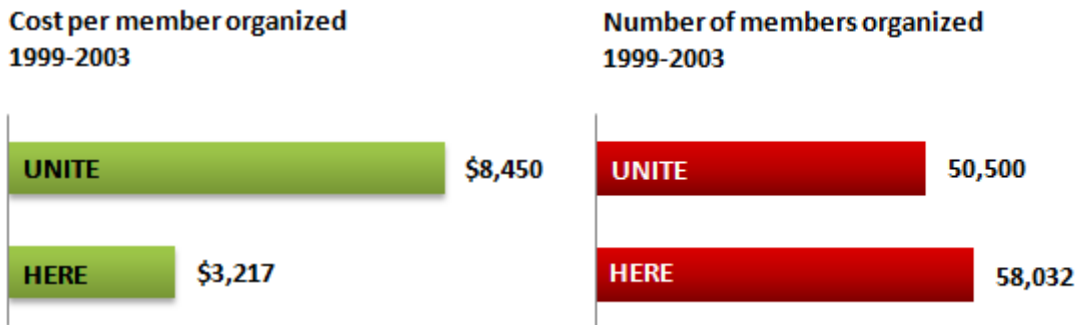 Cost per member organized
1999-2003
UNITE
$8,450
HERE
$3,217
Number of members organized
1999-2003
UNITE
50,500
HERE
58,032